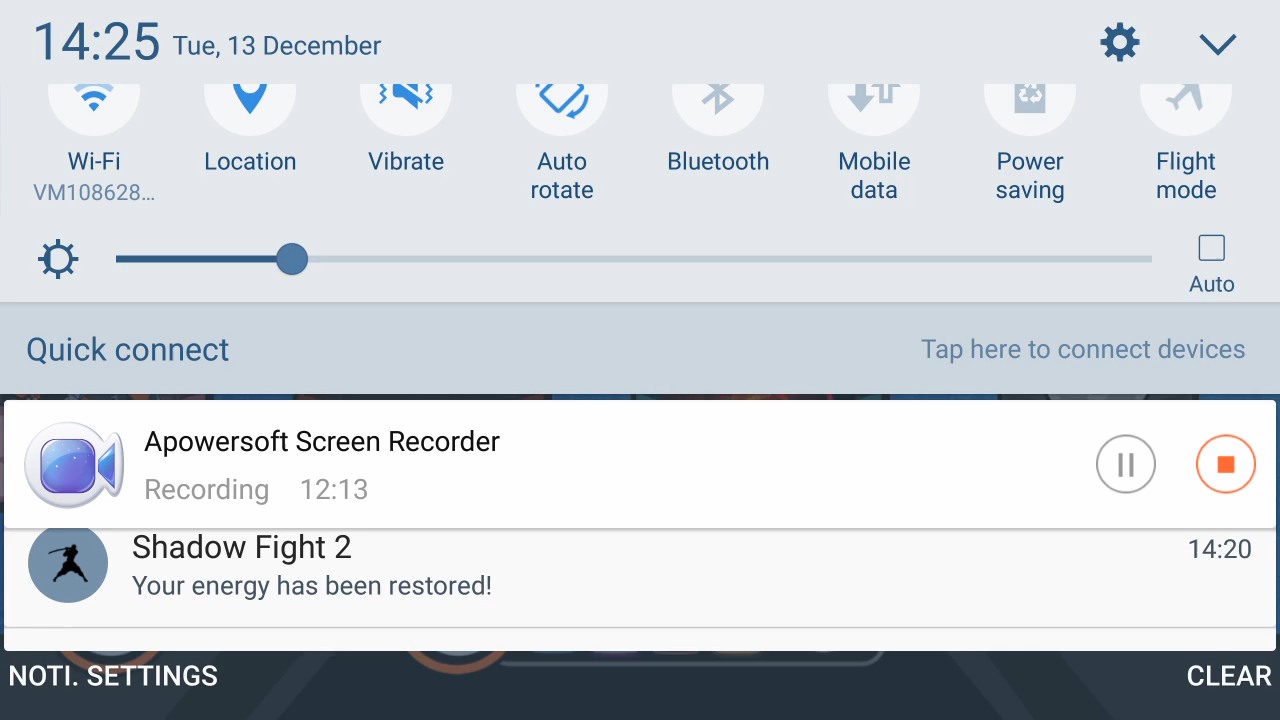 14:25 Tue, 13 December
Wi-Fi Location Vibrate Auto rotate Bluetooth Mobile data Power saving Flight mode
VM108628...
Auto
Quick connect Tap here to connect devices
Apowersoft Screen Recorder
Recording 12:13
Shadow Fight 2 14:20
Your energy has been restored!
NOTI. SETTINGS CLEAR